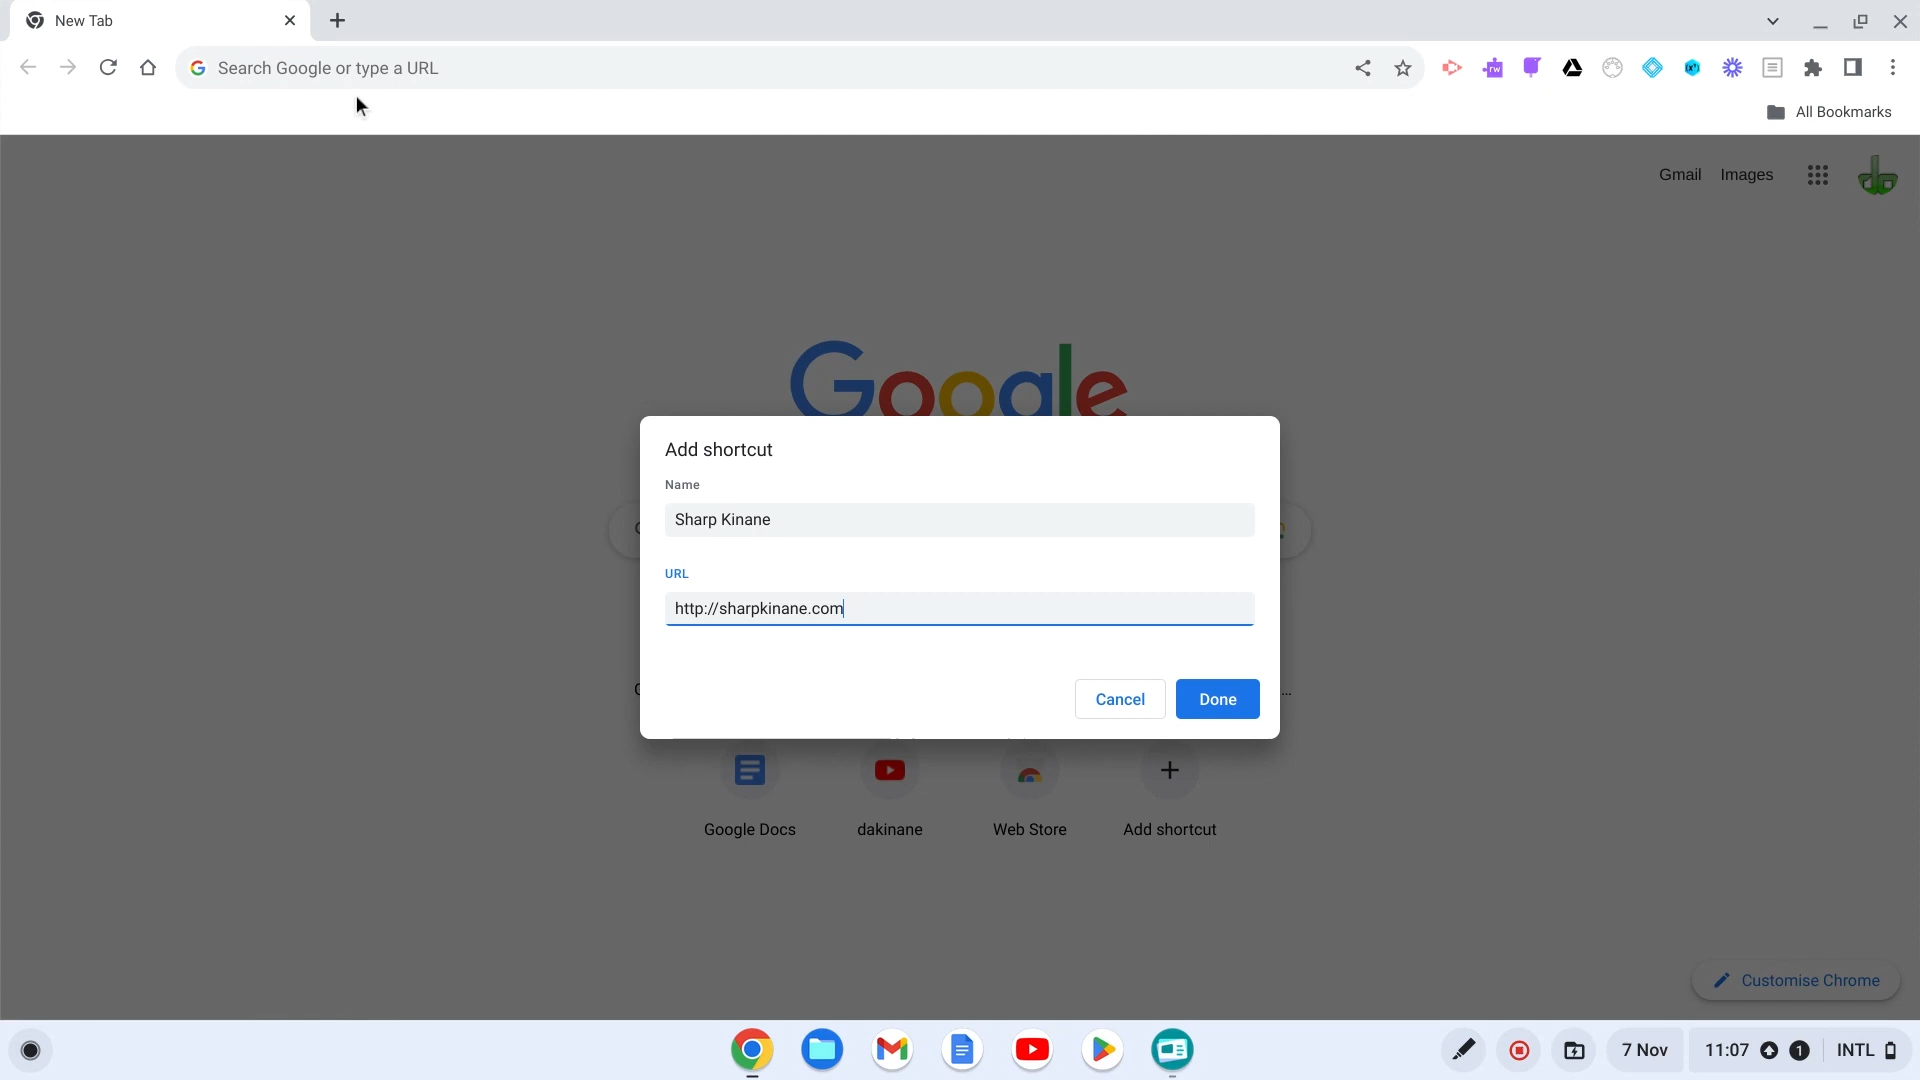 New Tab
Search Google or type a URL
All Bookmarks
Gmail Images
Google
Add shortcut
Name
Sharp Kinane
URL
http://sharpkinane.com
Cancel Done
Google Docs dakinane Web Store Add shortcut
Customise Chrome
7 Nov 11:07 1 INTL